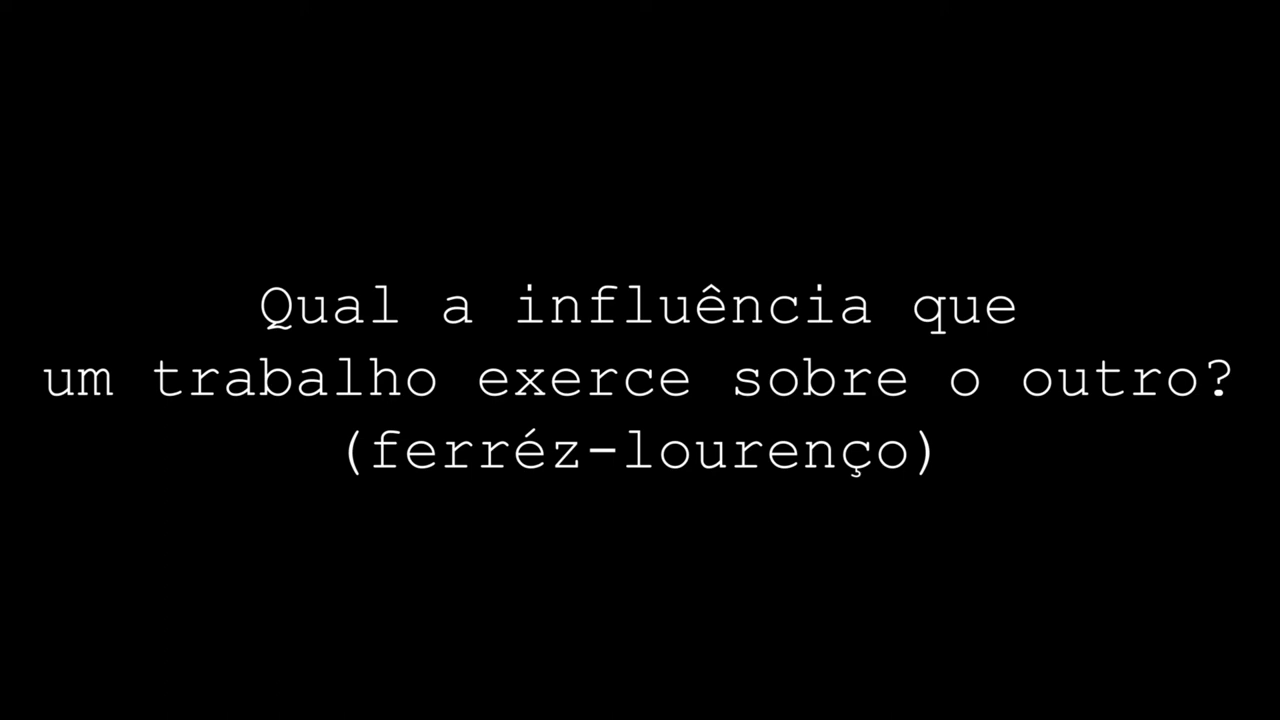 Qual a influência que
um trabalho exerce sobre o outro?
(ferréz-lourenço)